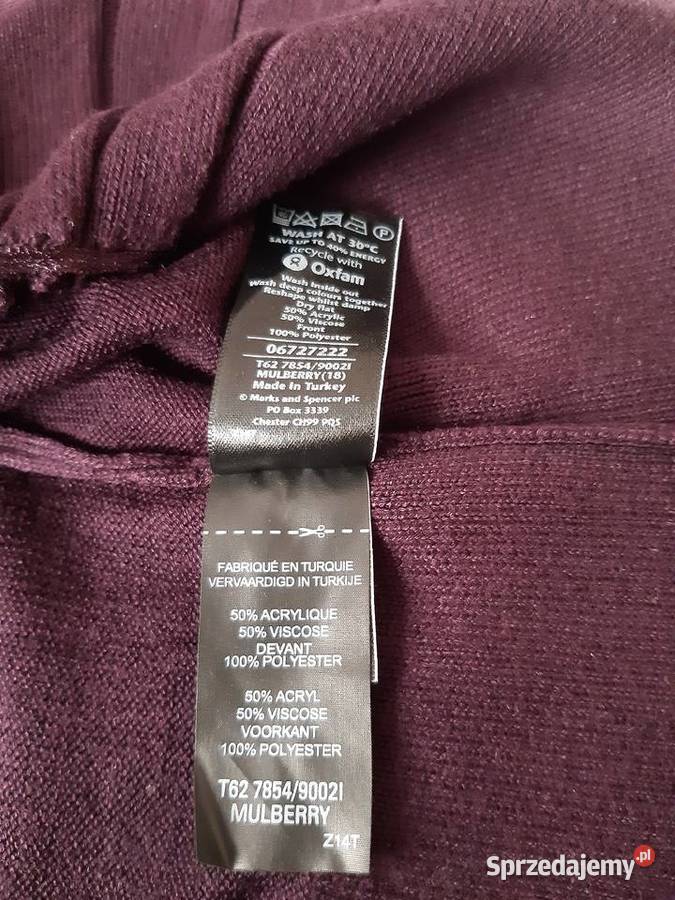 P
WASH AT 30°C
SAVE UP TO 40% ENERGY
Recycle with
Oxfam
Wash inside out
Wash deep colours together
Reshape whilst damp
Dry flat
50% Acrylic
50% Viscose
Front
100% Polyester
06727222
T62 7854/9002I
MULBERRY(18)
Made in Turkey
© Marks and Spencer plc
PO Box 3339
Chester CH99 9QS
FABRIQUÉ EN TURQUIE
VERVAARDIGD IN TURKIJE
50% ACRYLIQUE
50% VISCOSE
DEVANT
100% POLYESTER
50% ACRYL
50% VISCOSE
VOORKANT
100% POLYESTER
T62 7854/9002I
MULBERRY
Z14T
Sprzedajemy.pl